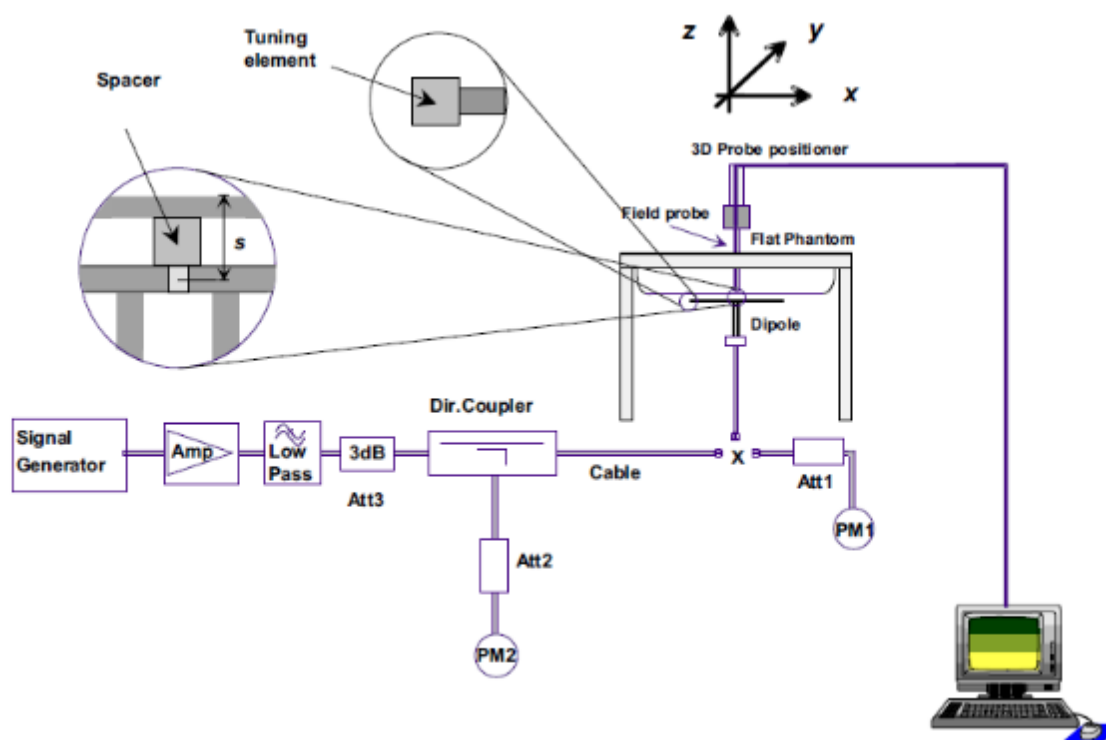 Tuning
element
Spacer
z
y
x
3D Probe positioner
Field probe
Flat Phantom
s
Dipole
Dir.Coupler
Signal
Generator
Amp
Low
Pass
3dB
Att3
Cable
x
Att1
PM1
Att2
PM2